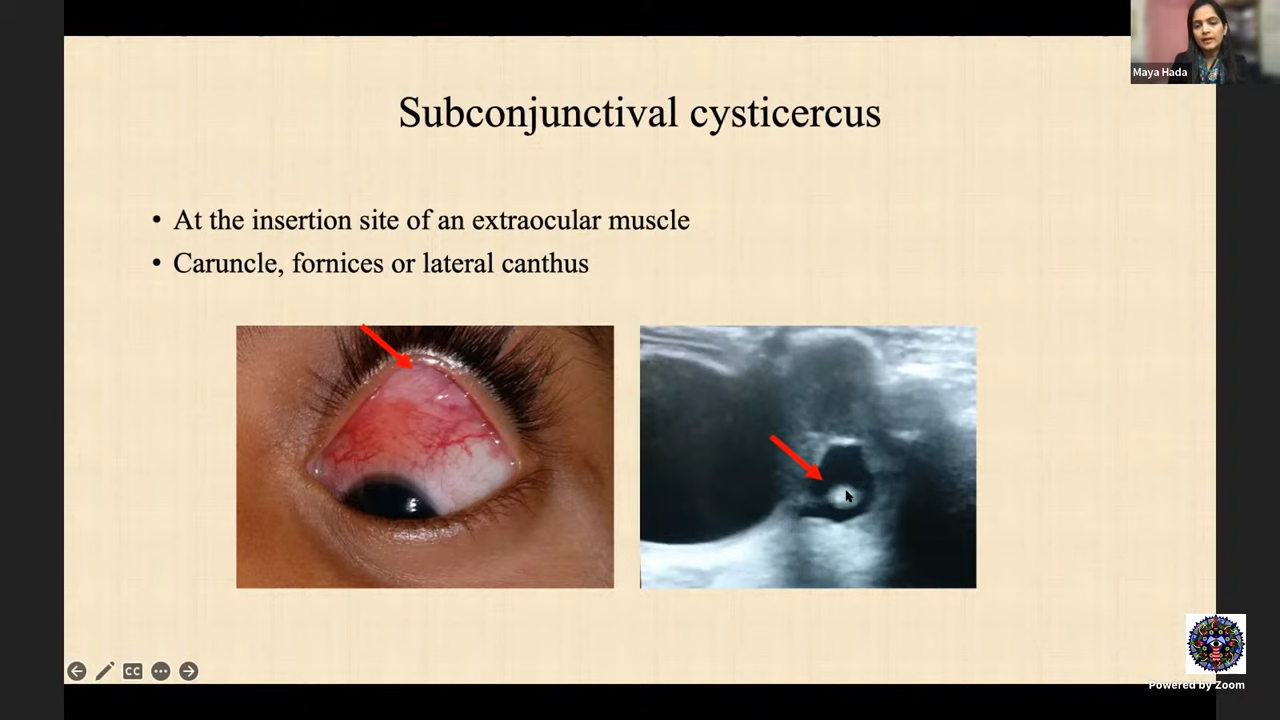 Maya Hada
Subconjunctival cysticercus
• At the insertion site of an extraocular muscle
• Caruncle, fornices or lateral canthus
CC
Powered by Zoom